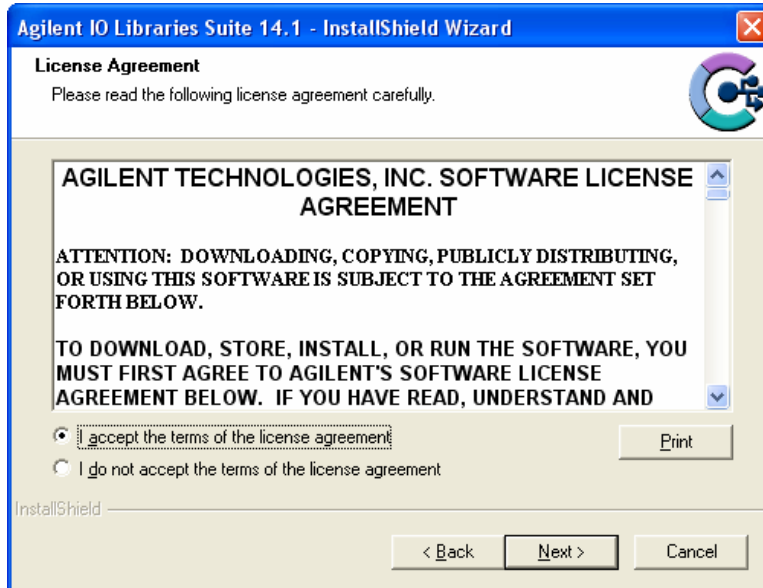 Agilent IO Libraries Suite 14.1 - InstallShield Wizard
License Agreement
Please read the following license agreement carefully.
AGILENT TECHNOLOGIES, INC. SOFTWARE LICENSE
AGREEMENT
ATTENTION: DOWNLOADING, COPYING, PUBLICLY DISTRIBUTING,
OR USING THIS SOFTWARE IS SUBJECT TO THE AGREEMENT SET
FORTH BELOW.
TO DOWNLOAD, STORE, INSTALL, OR RUN THE SOFTWARE, YOU
MUST FIRST AGREE TO AGILENT'S SOFTWARE LICENSE
AGREEMENT BELOW. IF YOU HAVE READ, UNDERSTAND AND
I accept the terms of the license agreement
Print
I do not accept the terms of the license agreement
InstallShield
< Back
Next >
Cancel